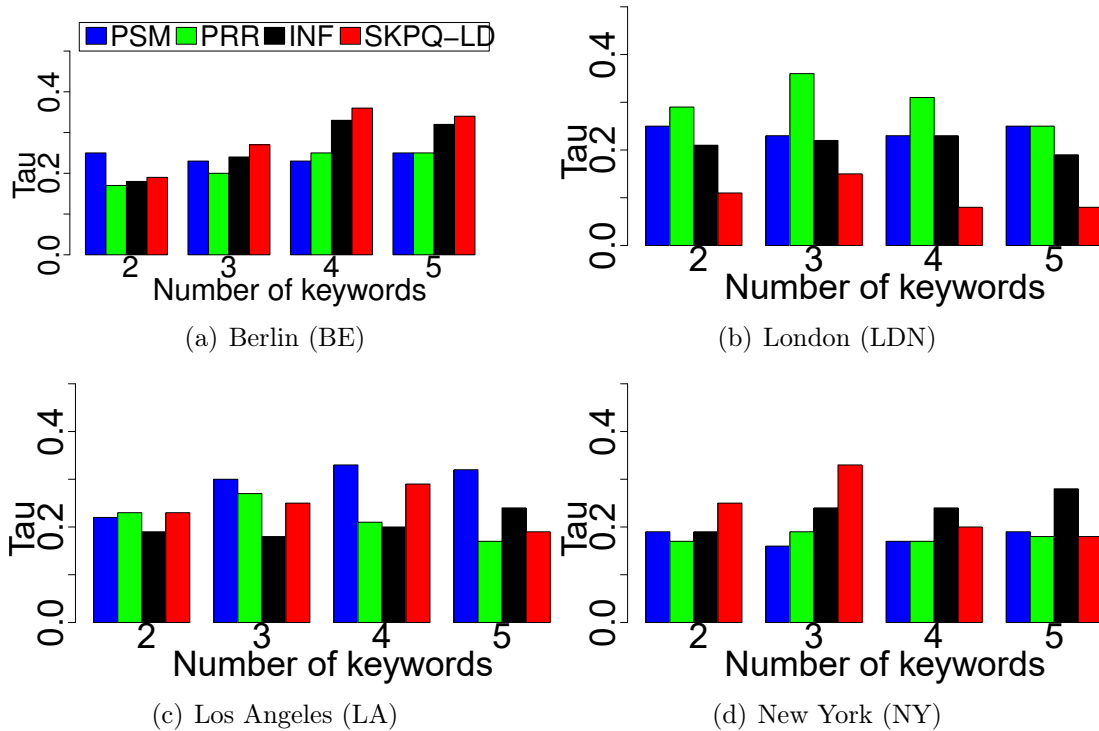 PSM PRR INF SKPQ-LD
Tau
0.0 0.2 0.4
2 3 4 5
Number of keywords
(a) Berlin (BE)
Tau
0.0 0.2 0.4
2 3 4 5
Number of keywords
(b) London (LDN)
Tau
0.0 0.2 0.4
2 3 4 5
Number of keywords
(c) Los Angeles (LA)
Tau
0.0 0.2 0.4
2 3 4 5
Number of keywords
(d) New York (NY)